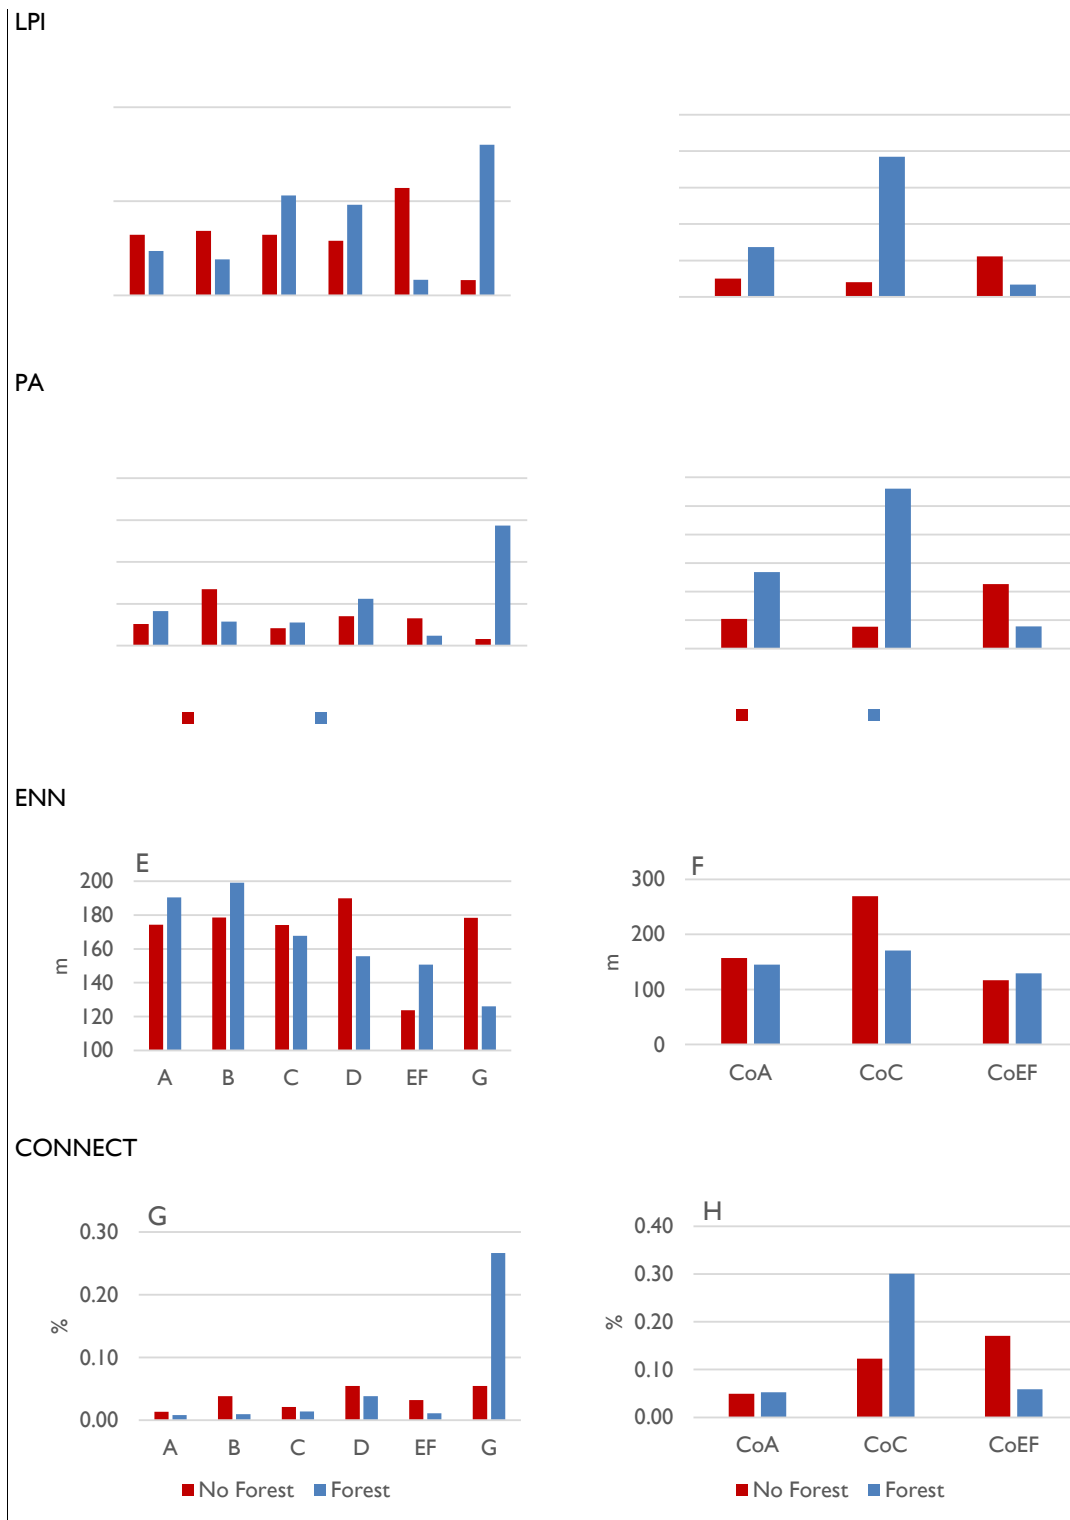 LPI
PA
ENN
E
200
180
160
140
120
100
m
A B C D EF G
F
300
200
100
0
m
CoA CoC CoEF
CONNECT
G
0.30
0.20
0.10
0.00
%
A B C D EF G
No Forest Forest
H
0.40
0.30
0.20
0.10
0.00
%
CoA CoC CoEF
No Forest Forest